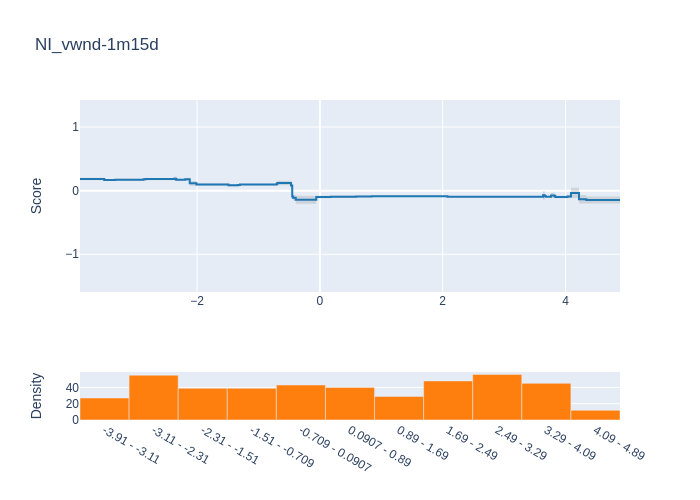 NI_vwnd-1m15d
Score
1
0
−1
−2
0
2
4
Density
40
20
0
-3.91 - -3.11
-3.11 - -2.31
-2.31 - -1.51
-1.51 - -0.709
-0.709 - 0.0907
0.0907 - 0.89
0.89 - 1.69
1.69 - 2.49
2.49 - 3.29
3.29 - 4.09
4.09 - 4.89